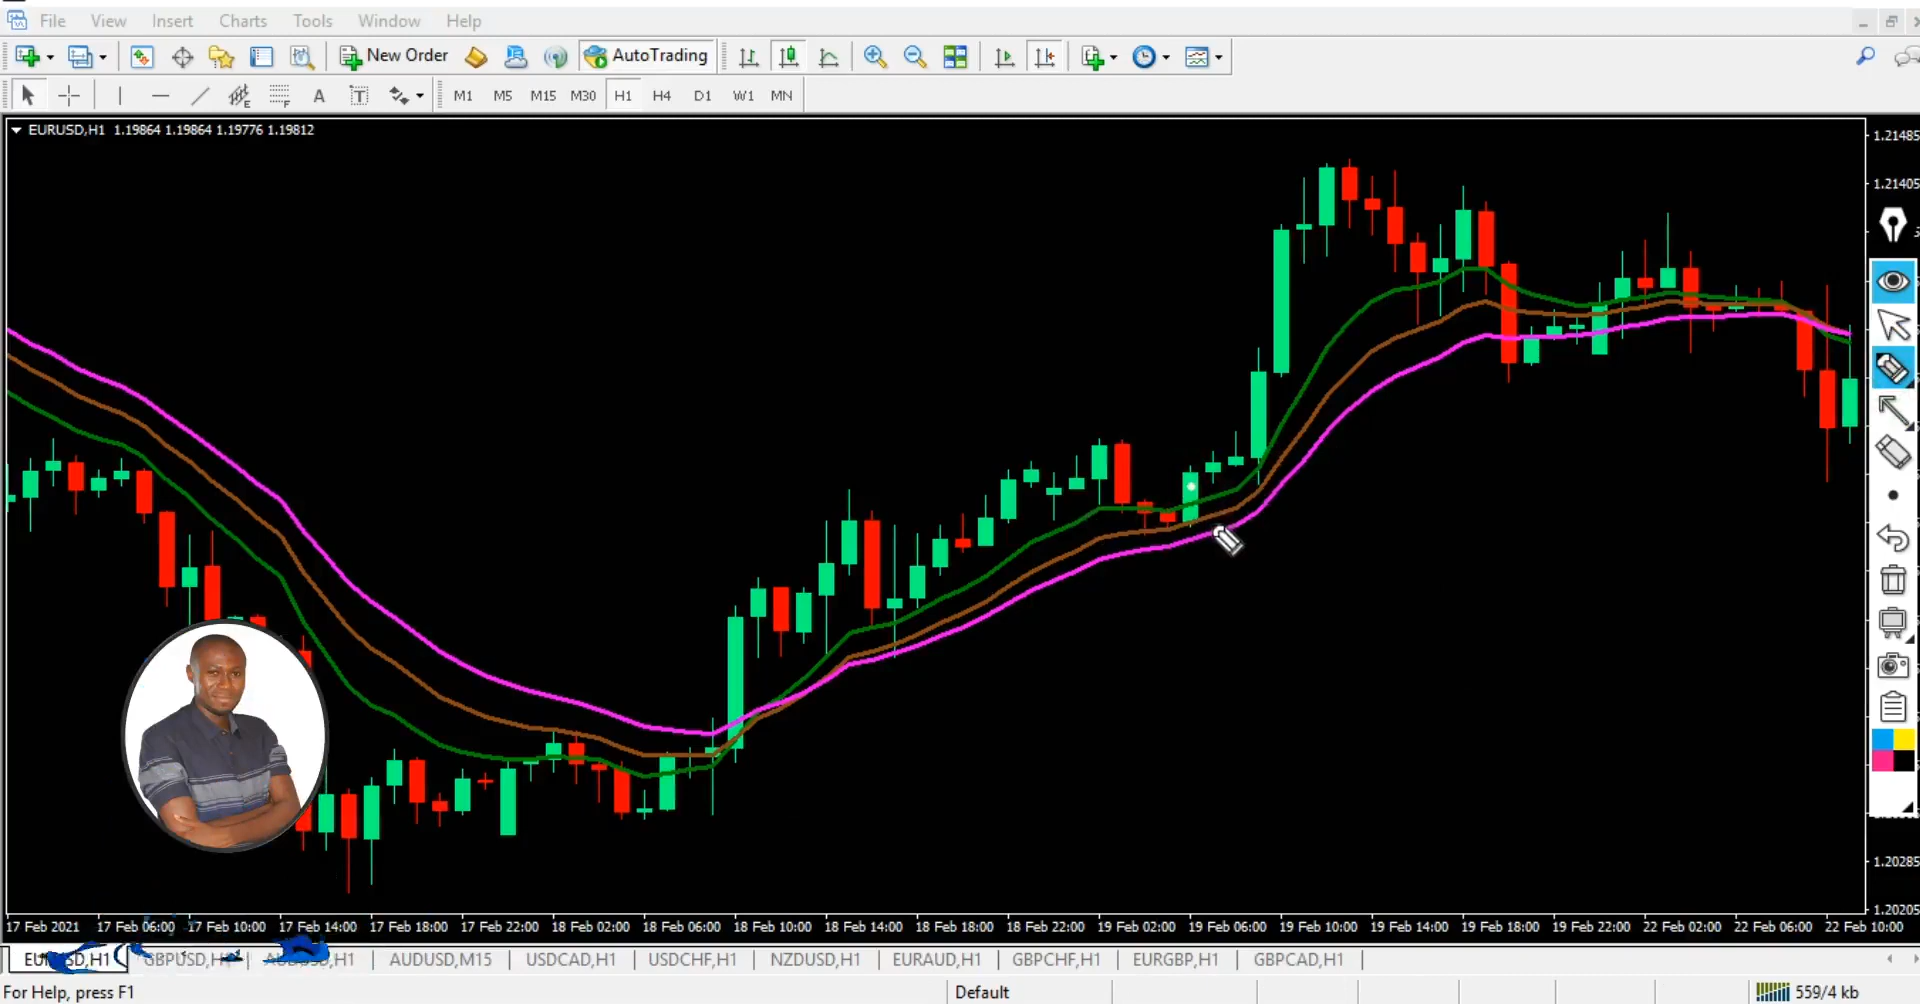 File View Insert Charts Tools Window Help
New Order AutoTrading
A T M1 M5 M15 M30 H1 H4 D1 W1 MN
EURUSD,H1 1.19864 1.19864 1.19776 1.19812
1.21485
1.21405
1.20285
1.20205
17 Feb 2021 17 Feb 06:00 17 Feb 10:00 17 Feb 14:00 17 Feb 18:00 17 Feb 22:00 18 Feb 02:00 18 Feb 06:00 18 Feb 10:00 18 Feb 14:00 18 Feb 18:00 18 Feb 22:00 19 Feb 02:00 19 Feb 06:00 19 Feb 10:00 19 Feb 14:00 19 Feb 18:00 19 Feb 22:00 22 Feb 02:00 22 Feb 06:00 22 Feb 10:00
AUDUSD,M15 USDCAD,H1 USDCHF,H1 NZDUSD,H1 EURAUD,H1 GBPCHF,H1 EURGBP,H1 GBPCAD,H1
For Help, press F1 Default 559/4 kb